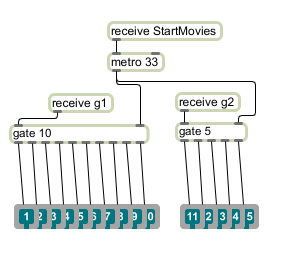 receive StartMovies
metro 33
receive g1
receive g2
gate 10
gate 5
1 2 3 4 5 6 7 8 9 0
11 2 3 4 5